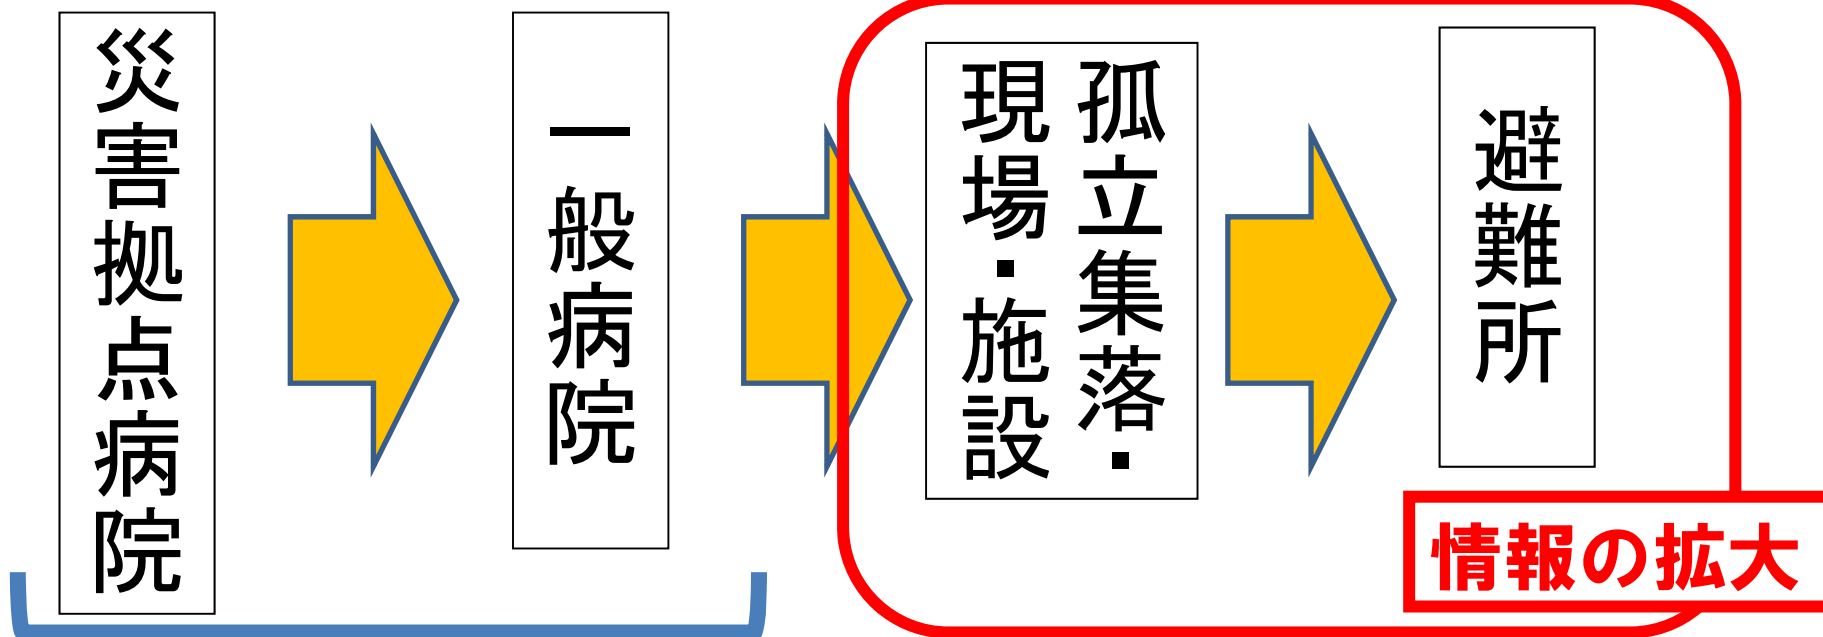 災害拠点病院
一般病院
孤立集落・
現場・施設
避難所
情報の拡大